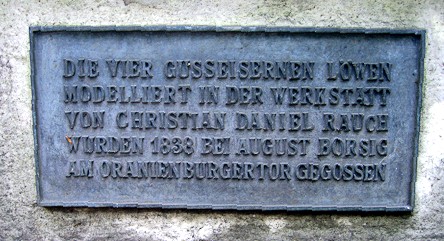 DIE VIER GUSSEISERNEN LÖWEN
MODELLIERT IN DER WERKSTATT
VON CHRISTIAN DANIEL RAUCH
WURDEN 1838 BEI AUGUST BORSIG
AM ORANIENBURGER TOR GEGOSSEN